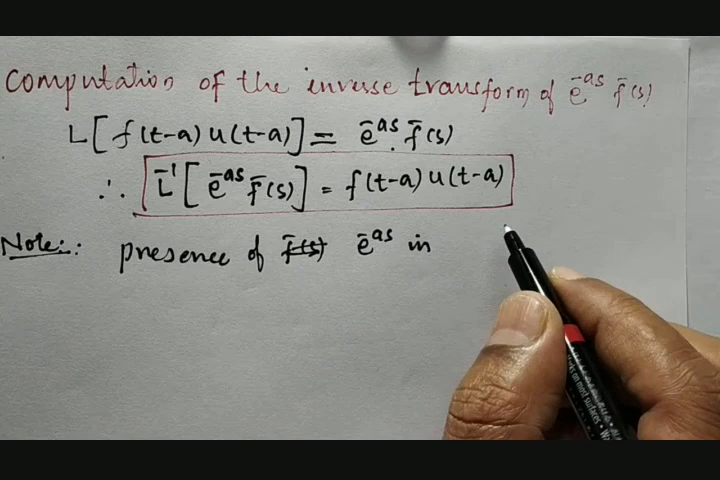 Computation of the inverse transform of e^{-as} f̄(s)
L[f(t-a) u(t-a)] = e^{-as}. f̄(s)
∴ L^{-1}[e^{-as} f̄(s)] = f(t-a) u(t-a)
Note:: presence of ~~f̄(s)~~ e^{-as} in